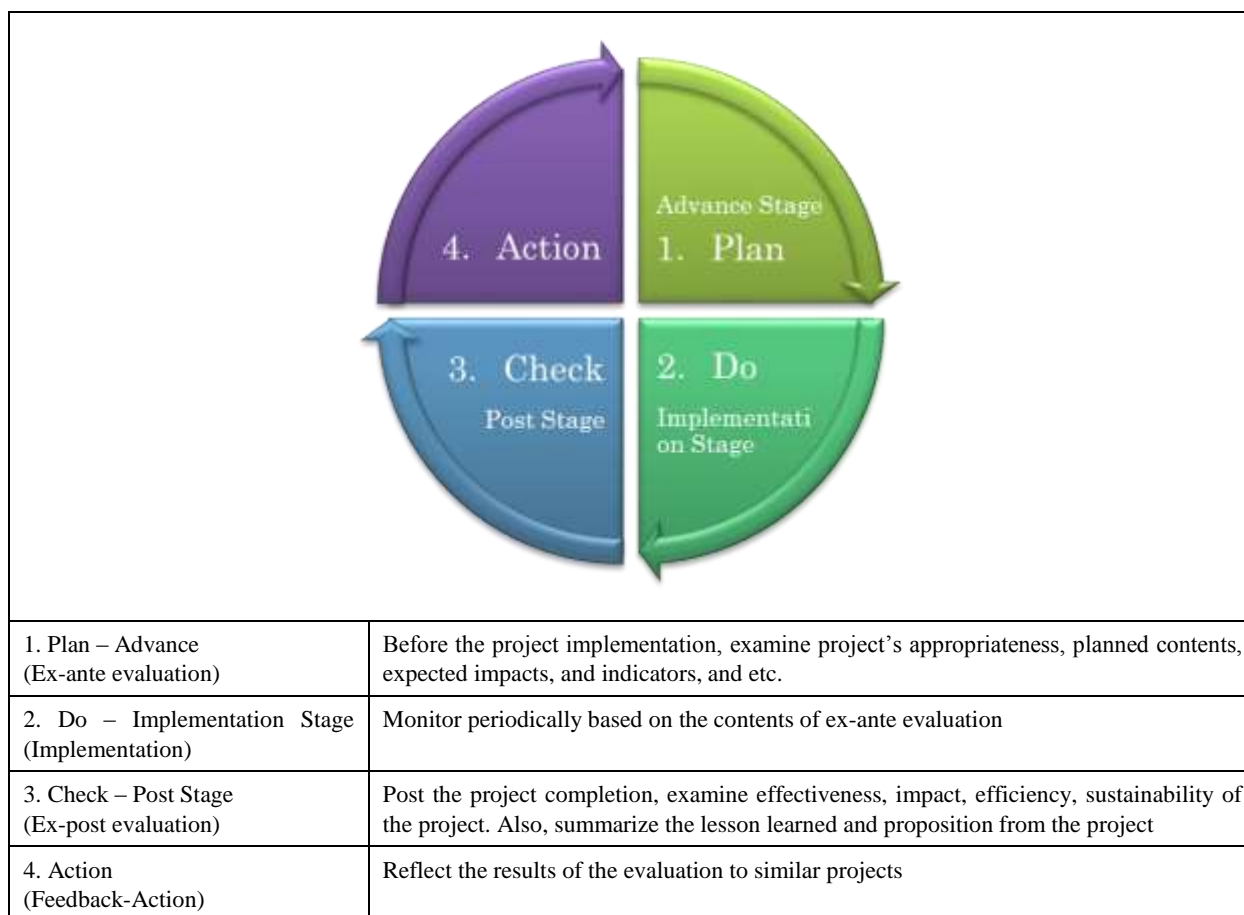 Advance Stage
4. Action
1. Plan
3. Check
2. Do
Post Stage
Implementati
on Stage
1. Plan – Advance
(Ex-ante evaluation)
Before the project implementation, examine project's appropriateness, planned contents,
expected impacts, and indicators, and etc.
2. Do – Implementation Stage
(Implementation)
Monitor periodically based on the contents of ex-ante evaluation
3. Check – Post Stage
(Ex-post evaluation)
Post the project completion, examine effectiveness, impact, efficiency, sustainability of
the project. Also, summarize the lesson learned and proposition from the project
4. Action
(Feedback-Action)
Reflect the results of the evaluation to similar projects